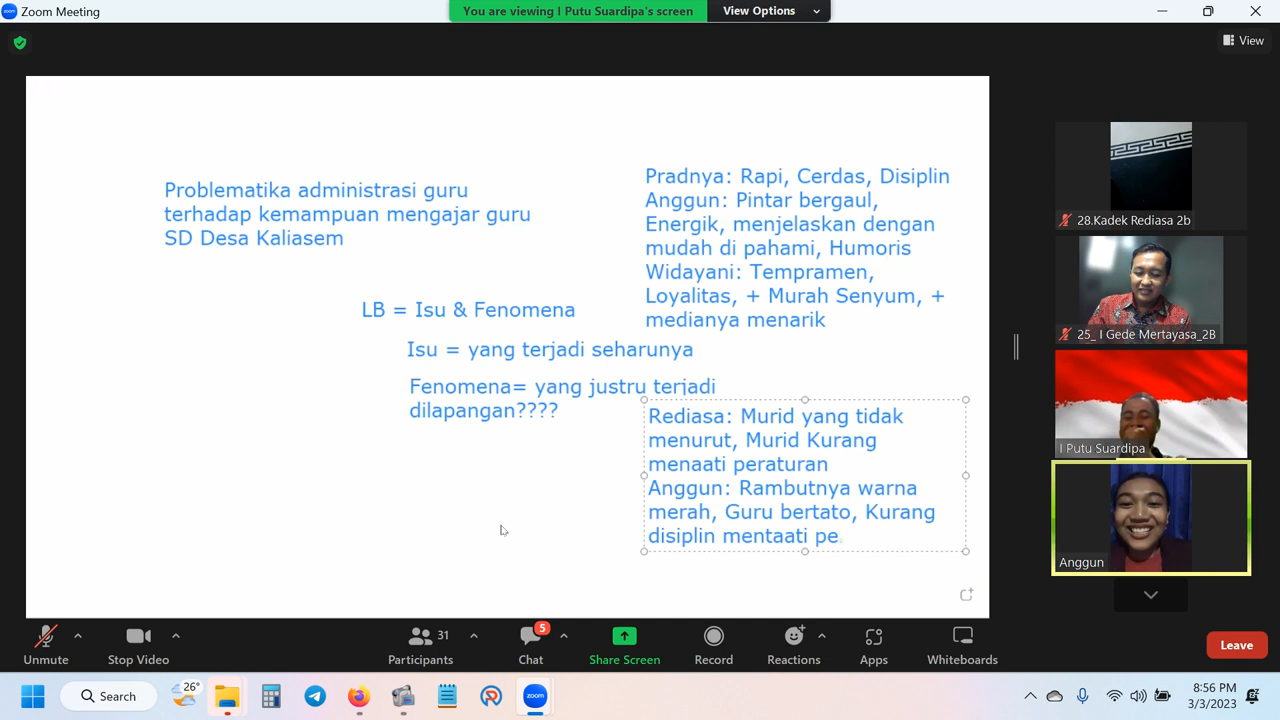 Zoom Meeting
You are viewing I Putu Suardipa's screen
View Options
View
Problematika administrasi guru
terhadap kemampuan mengajar guru
SD Desa Kaliasem
LB = Isu & Fenomena
Isu = yang terjadi seharunya
Fenomena= yang justru terjadi
dilapangan????
Pradnya: Rapi, Cerdas, Disiplin
Anggun: Pintar bergaul,
Energik, menjelaskan dengan
mudah di pahami, Humoris
Widayani: Tempramen,
Loyalitas, + Murah Senyum, +
medianya menarik
Rediasa: Murid yang tidak
menurut, Murid Kurang
menaati peraturan
Anggun: Rambutnya warna
merah, Guru bertato, Kurang
disiplin mentaati pe
28.Kadek Rediasa 2b
25_ I Gede Mertayasa_2B
I Putu Suardipa
Anggun
Unmute
Stop Video
31
Participants
5
Chat
Share Screen
Record
Reactions
Apps
Whiteboards
Leave
Search
26°
zoom
8:56 PM
3/3/2023